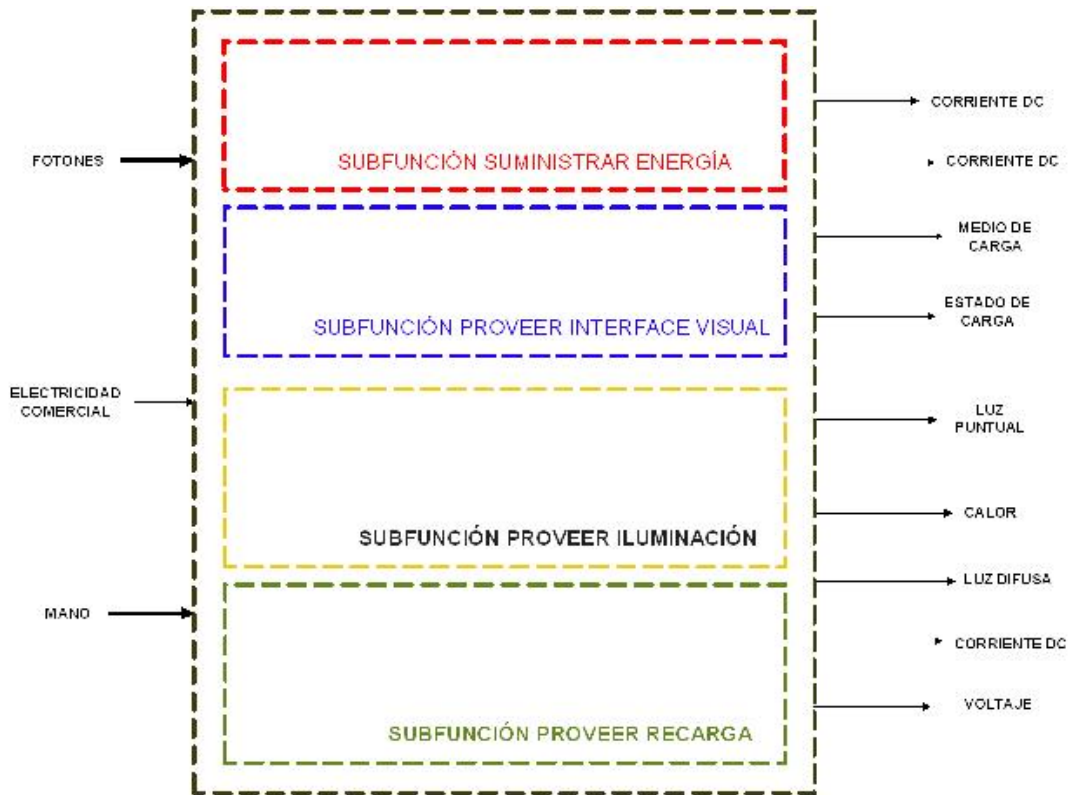 FOTONES
ELECTRICIDAD
COMERCIAL
MANO
SUBFUNCIÓN SUMINISTRAR ENERGÍA
SUBFUNCIÓN PROVEER INTERFACE VISUAL
SUBFUNCIÓN PROVEER ILUMINACIÓN
SUBFUNCIÓN PROVEER RECARGA
CORRIENTE DC
CORRIENTE DC
MEDIO DE
CARGA
ESTADO DE
CARGA
LUZ
PUNTUAL
CALOR
LUZ DIFUSA
CORRIENTE DC
VOLTAJE